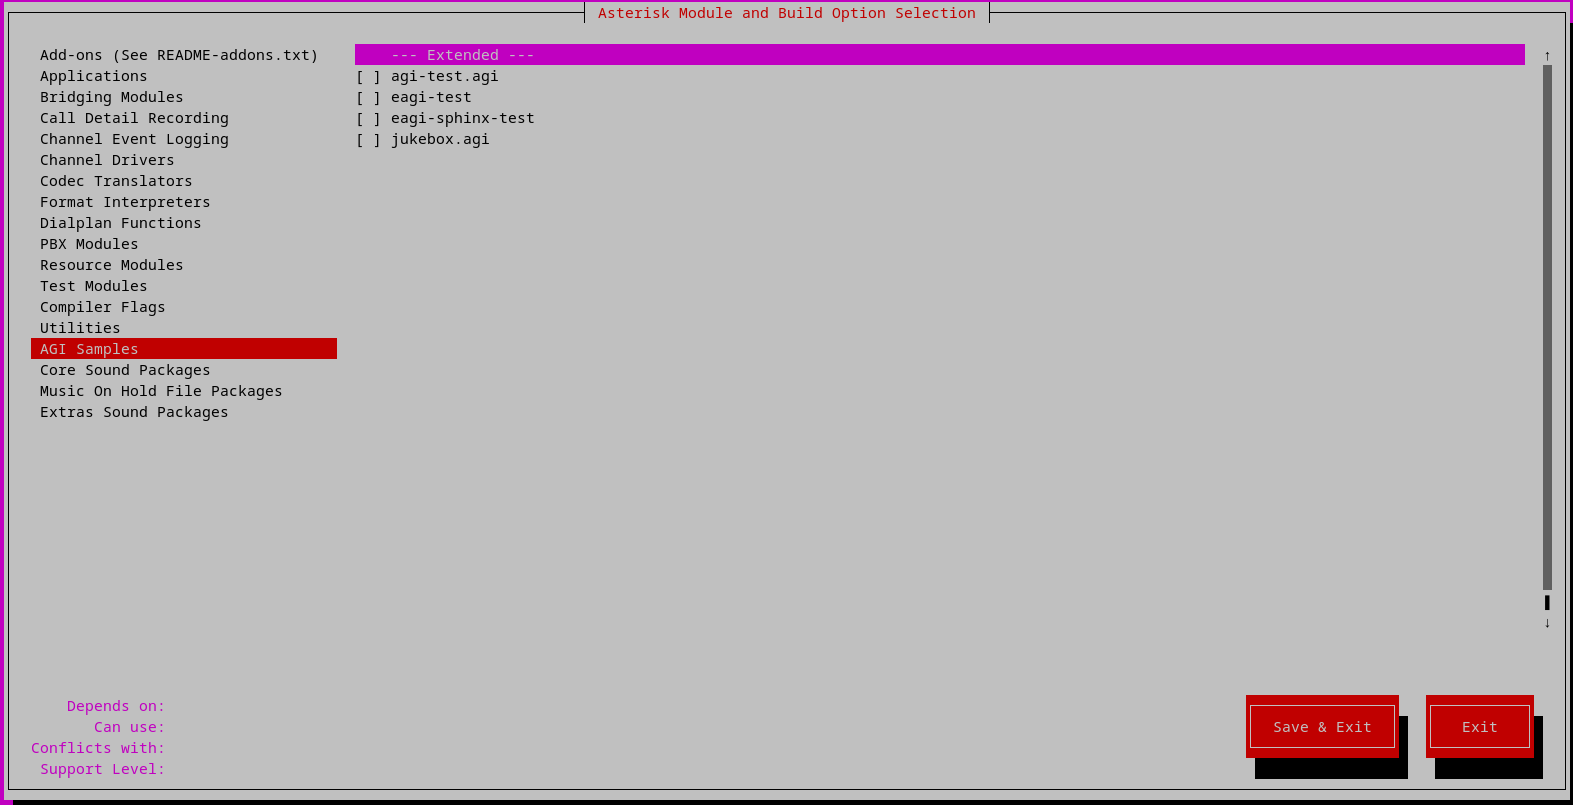 Asterisk Module and Build Option Selection
Add-ons (See README-addons.txt)
Applications
Bridging Modules
Call Detail Recording
Channel Event Logging
Channel Drivers
Codec Translators
Format Interpreters
Dialplan Functions
PBX Modules
Resource Modules
Test Modules
Compiler Flags
Utilities
AGI Samples
Core Sound Packages
Music On Hold File Packages
Extras Sound Packages
--- Extended ---
[ ] agi-test.agi
[ ] eagi-test
[ ] eagi-sphinx-test
[ ] jukebox.agi
↑
↓
Depends on:
Can use:
Conflicts with:
Support Level:
Save & Exit
Exit